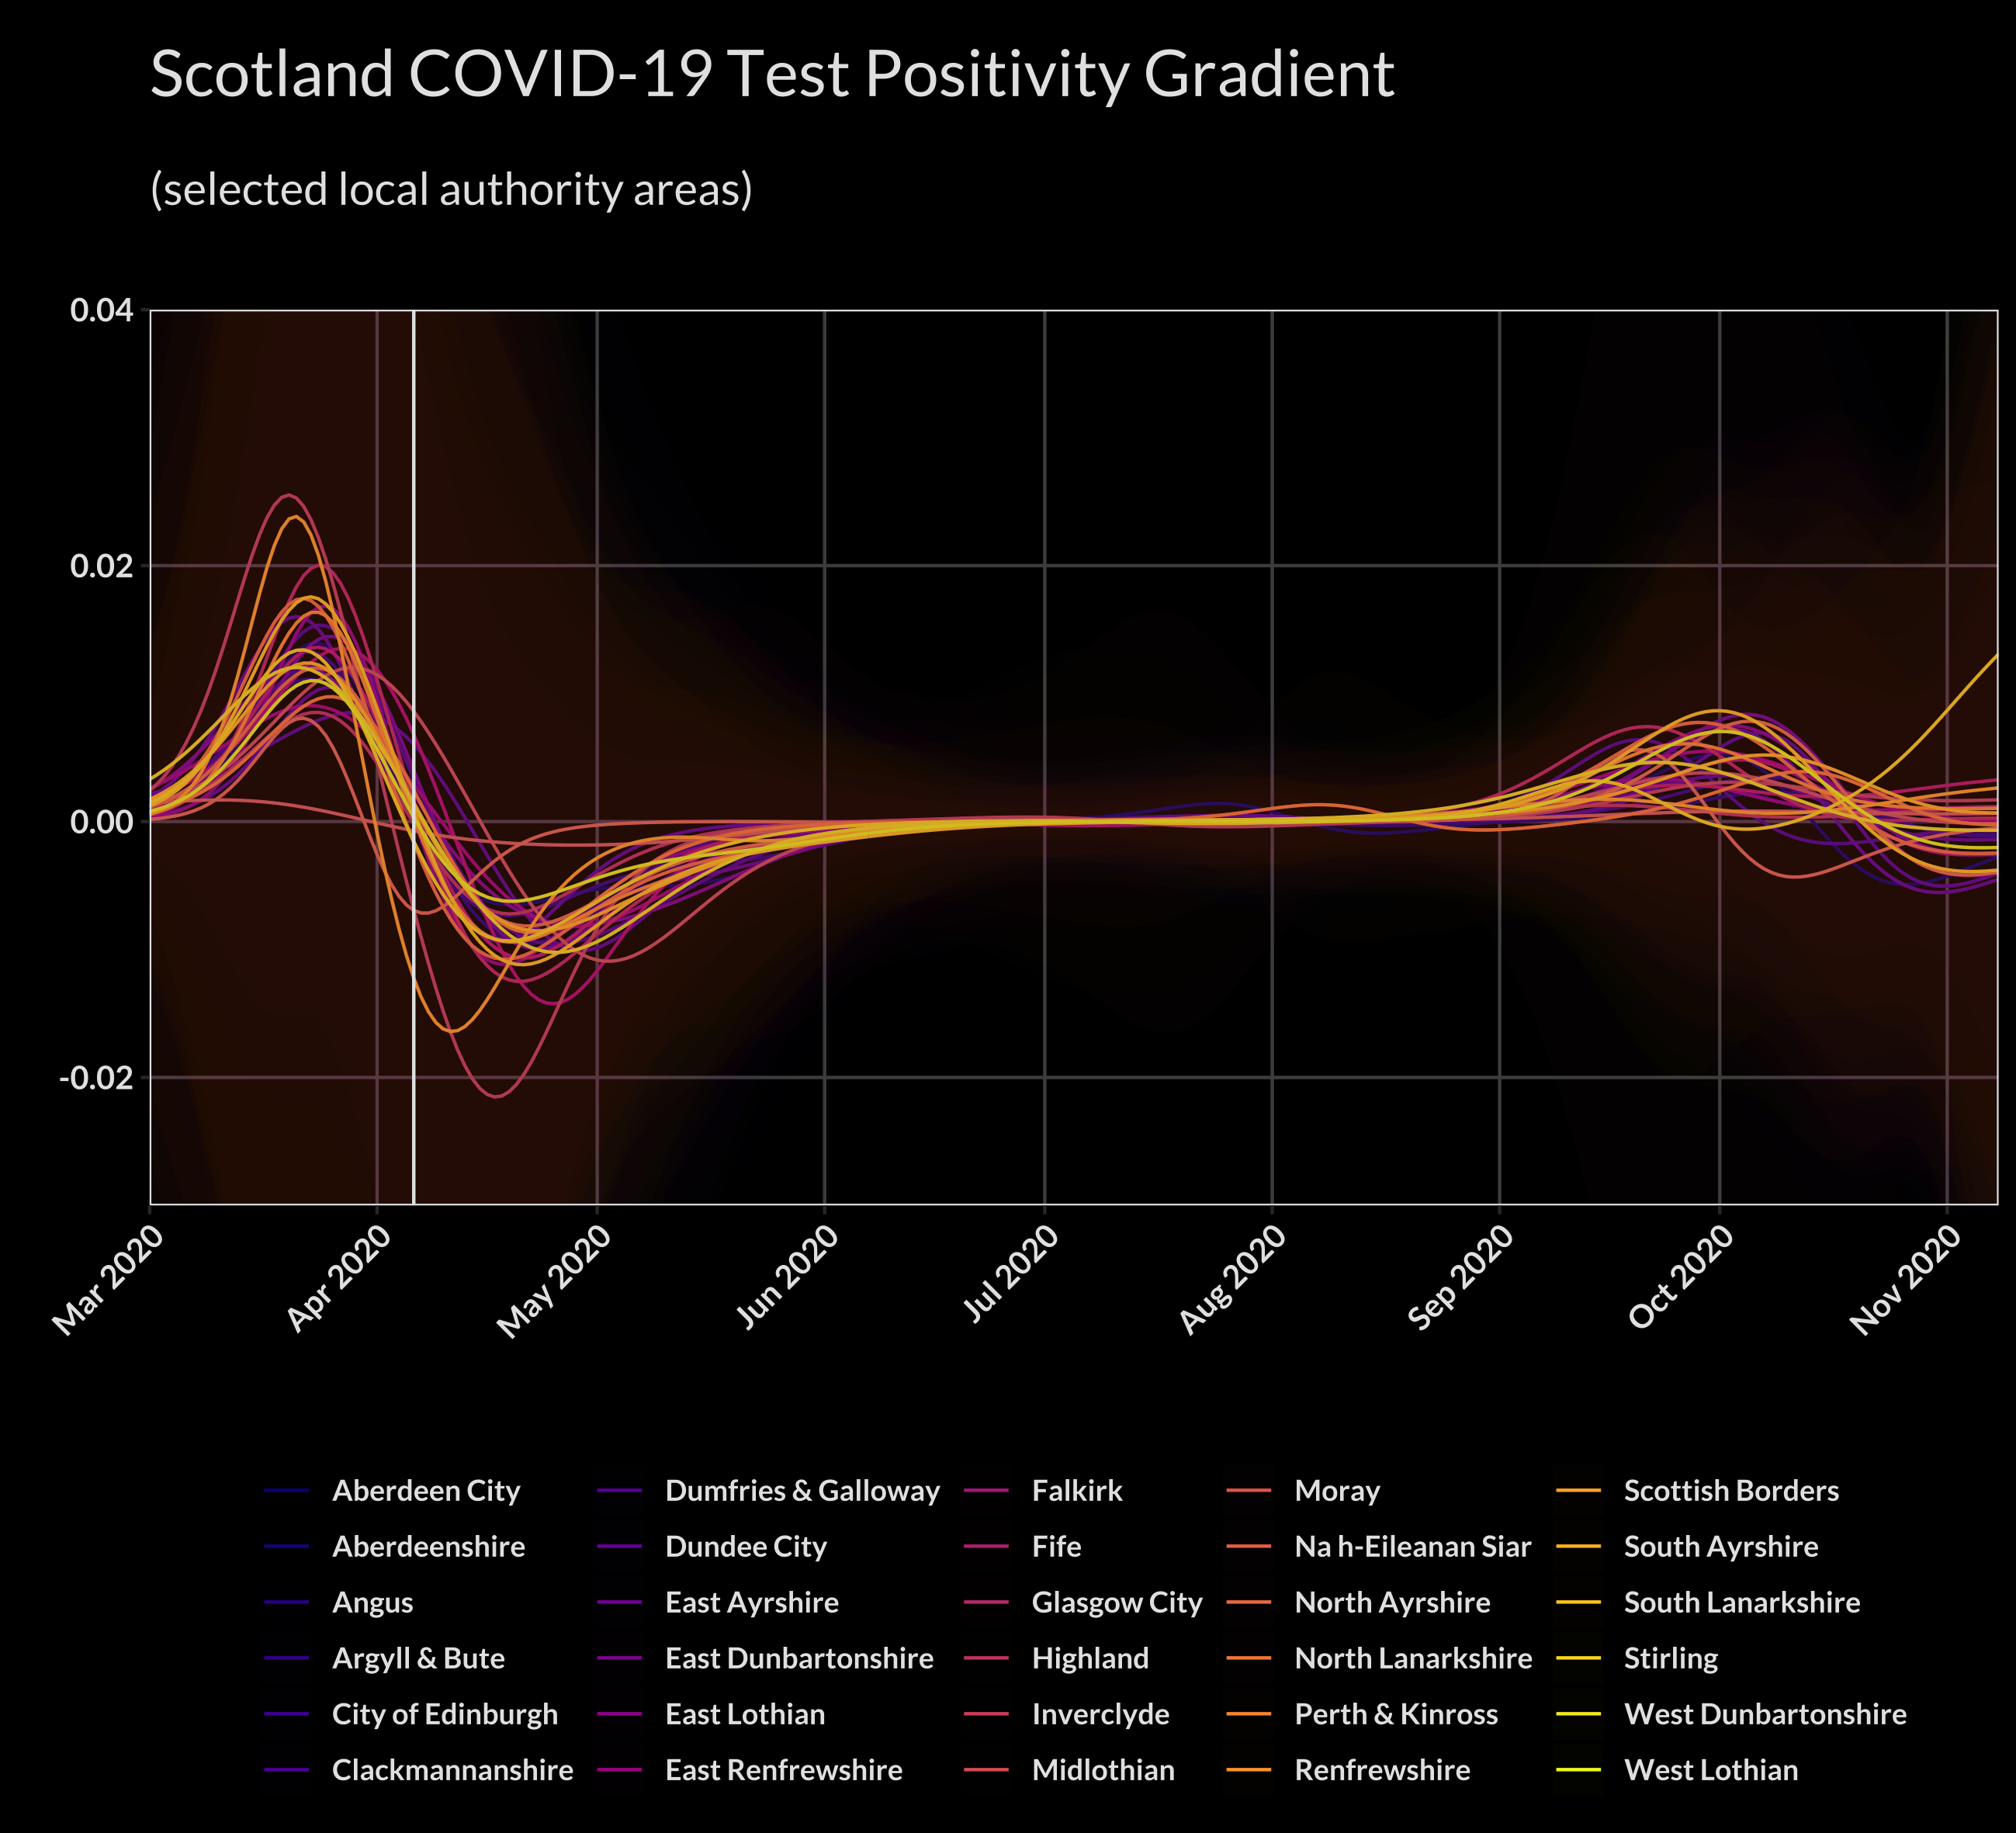 Scotland COVID-19 Test Positivity Gradient
(selected local authority areas)
0.04
0.02
0.00
-0.02
Mar 2020
Apr 2020
May 2020
Jun 2020
Jul 2020
Aug 2020
Sep 2020
Oct 2020
Nov 2020
Aberdeen City
Aberdeenshire
Angus
Argyll & Bute
City of Edinburgh
Clackmannanshire
Dumfries & Galloway
Dundee City
East Ayrshire
East Dunbartonshire
East Lothian
East Renfrewshire
Falkirk
Fife
Glasgow City
Highland
Inverclyde
Midlothian
Moray
Na h-Eileanan Siar
North Ayrshire
North Lanarkshire
Perth & Kinross
Renfrewshire
Scottish Borders
South Ayrshire
South Lanarkshire
Stirling
West Dunbartonshire
West Lothian